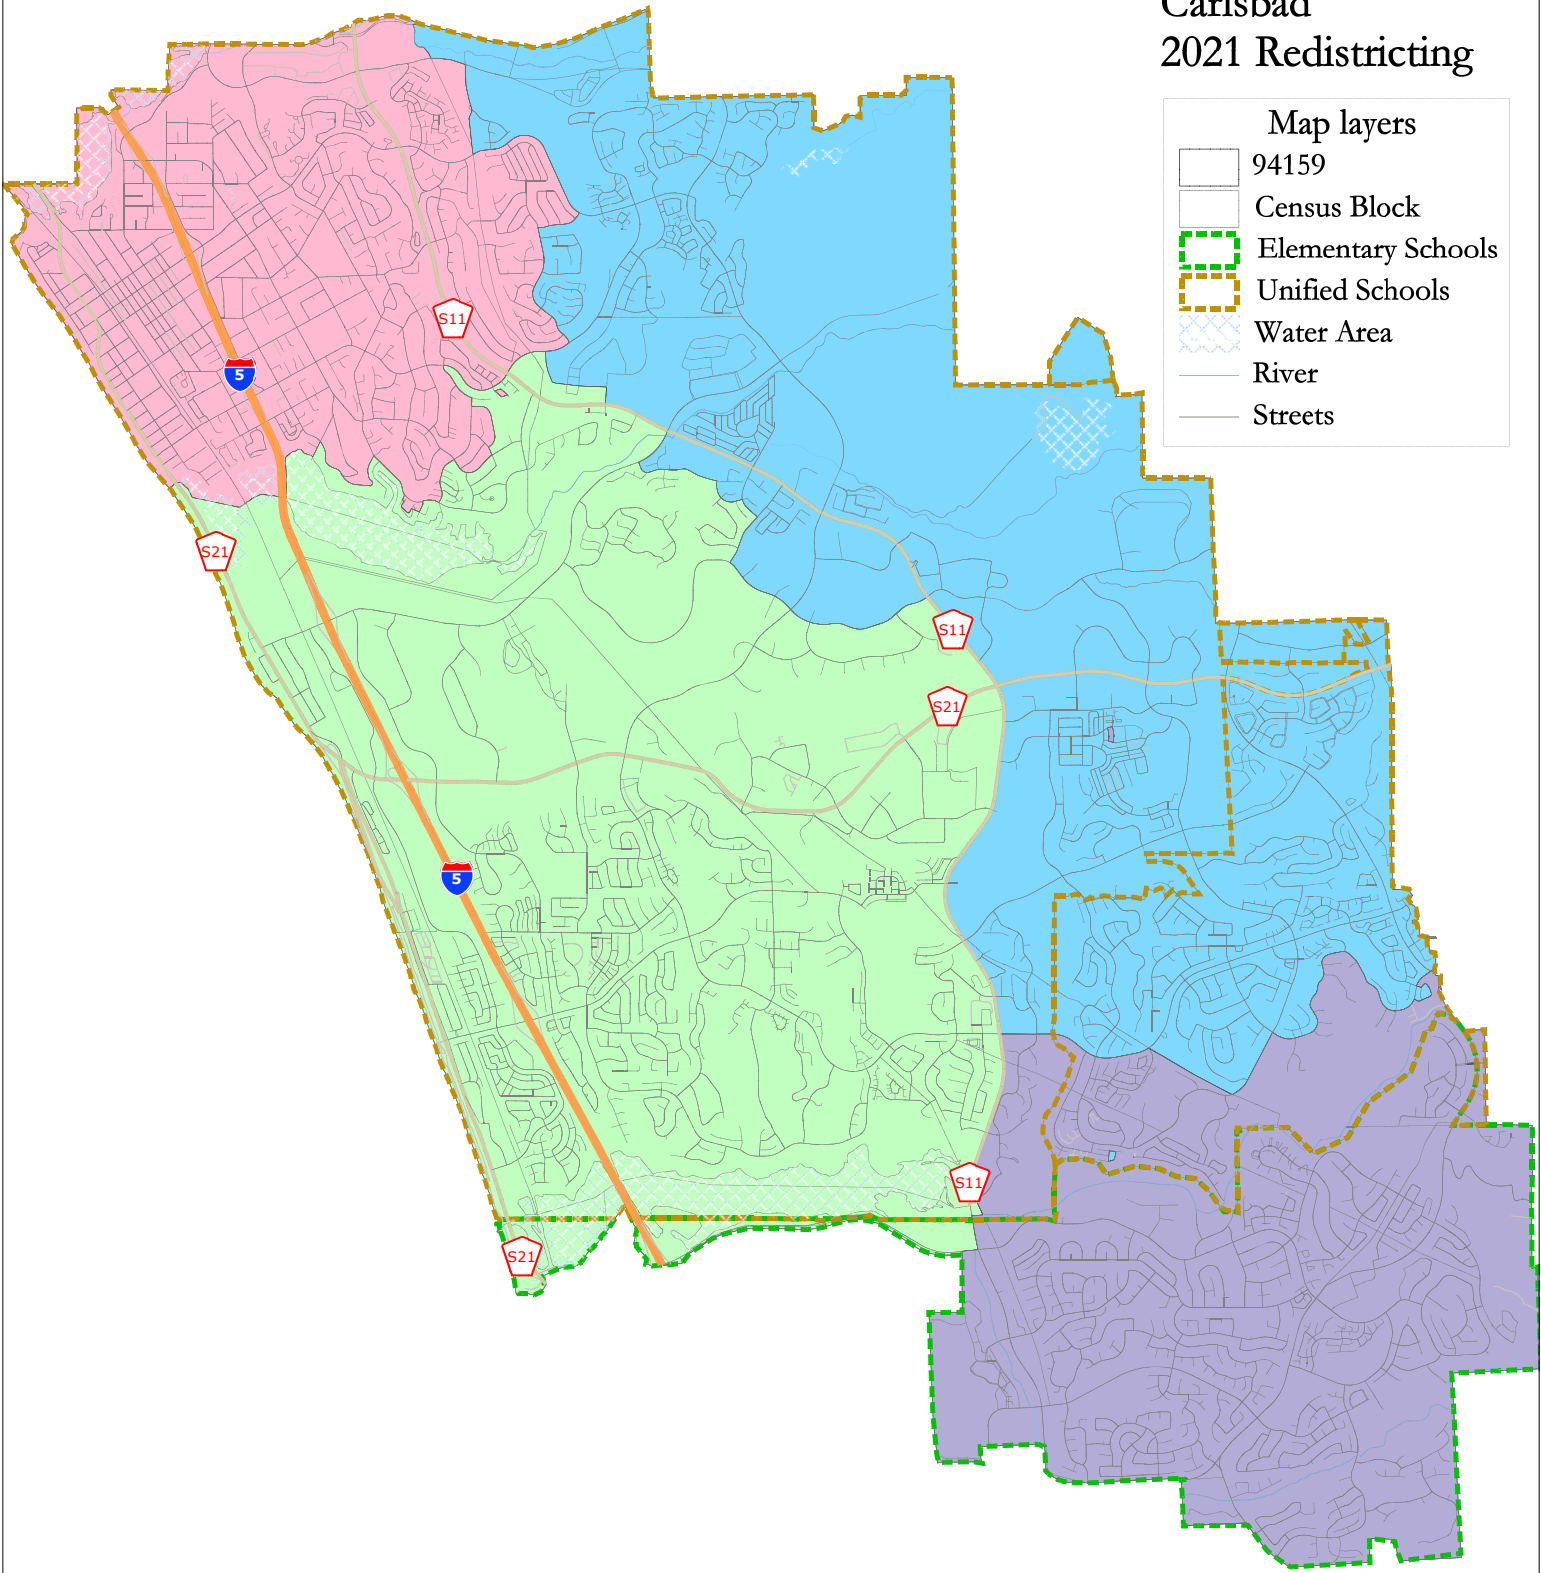 Carlsbad
2021 Redistricting
Map layers
94159
Census Block
Elementary Schools
Unified Schools
Water Area
River
Streets
S11
5
S21
S11
S21
5
S11
S21